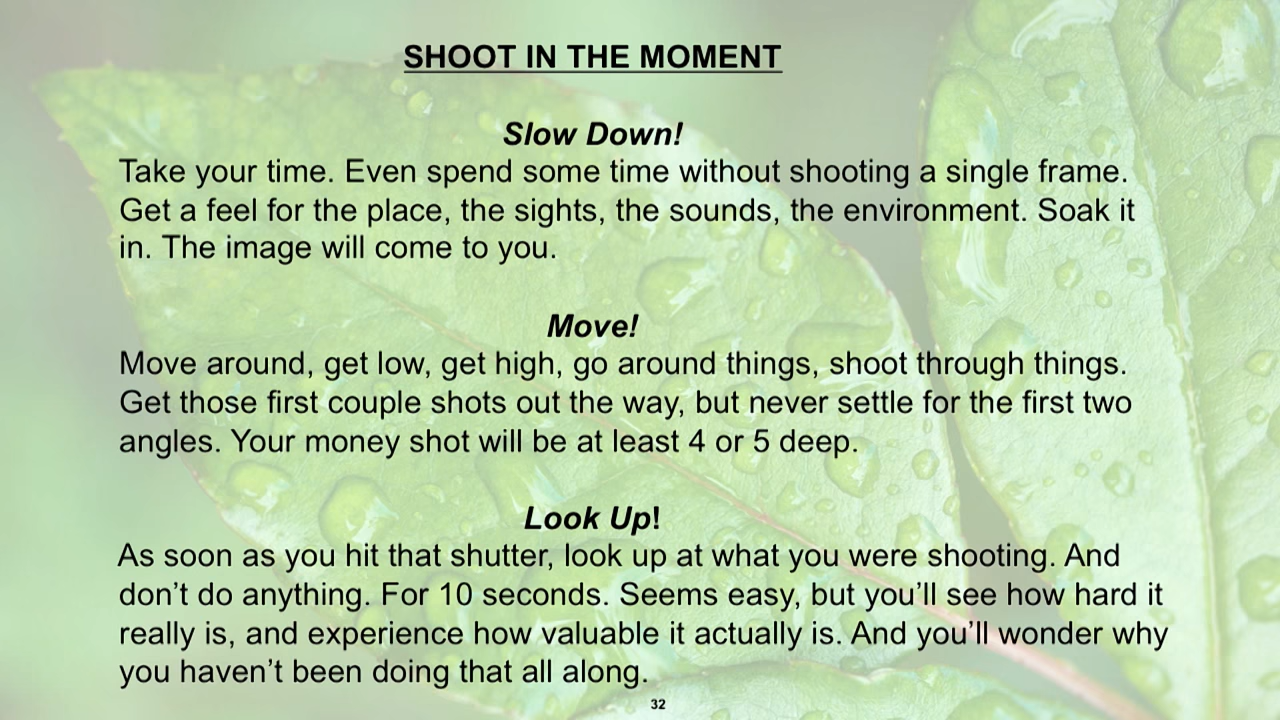 SHOOT IN THE MOMENT
Slow Down!
Take your time. Even spend some time without shooting a single frame.
Get a feel for the place, the sights, the sounds, the environment. Soak it
in. The image will come to you.
Move!
Move around, get low, get high, go around things, shoot through things.
Get those first couple shots out the way, but never settle for the first two
angles. Your money shot will be at least 4 or 5 deep.
Look Up!
As soon as you hit that shutter, look up at what you were shooting. And
don’t do anything. For 10 seconds. Seems easy, but you’ll see how hard it
really is, and experience how valuable it actually is. And you’ll wonder why
you haven’t been doing that all along.
32